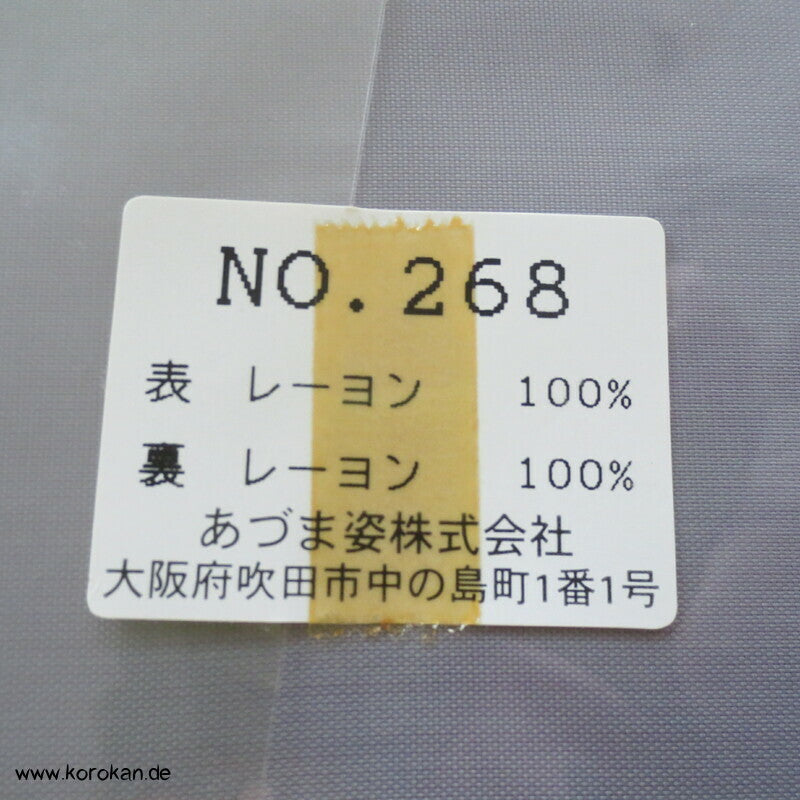 NO.268
表 レーヨン 100%
裏 レーヨン 100%
あづま姿株式会社
大阪府吹田市中の島町1番1号
www.korokan.de